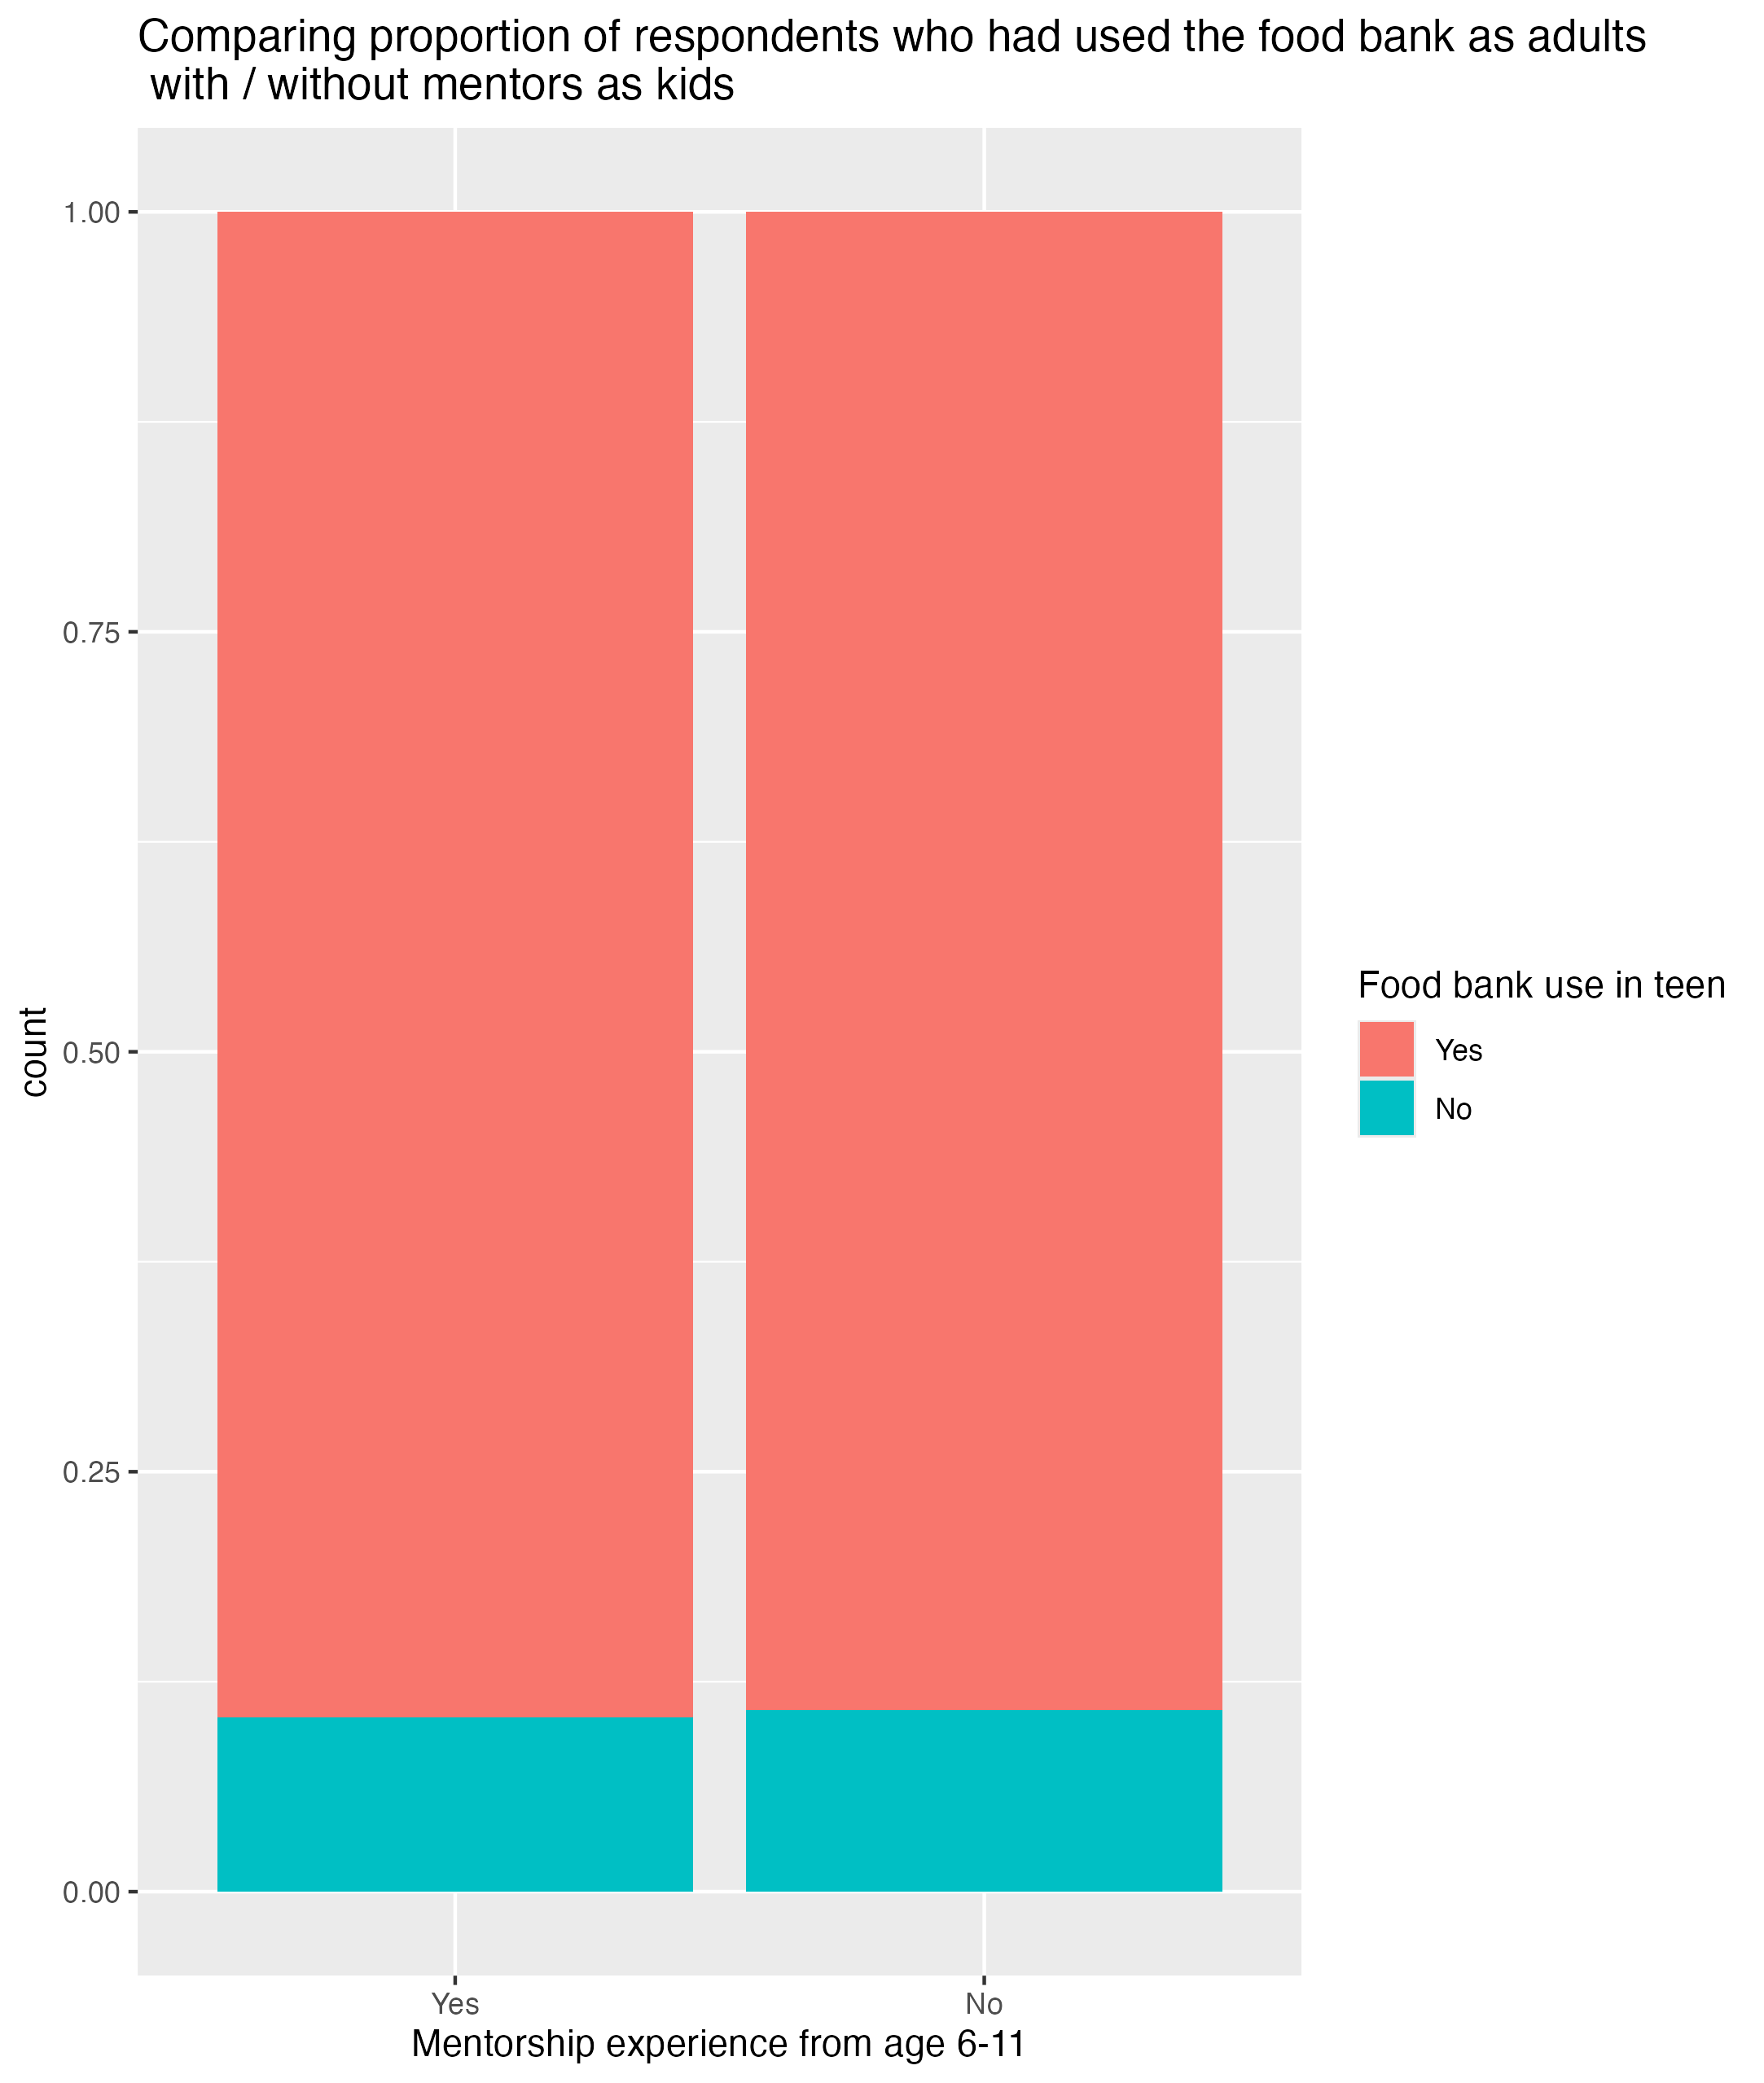 Comparing proportion of respondents who had used the food bank as adults
with / without mentors as kids
count
1.00
0.75
0.50
0.25
0.00
Yes
No
Mentorship experience from age 6-11
Food bank use in teen
Yes
No